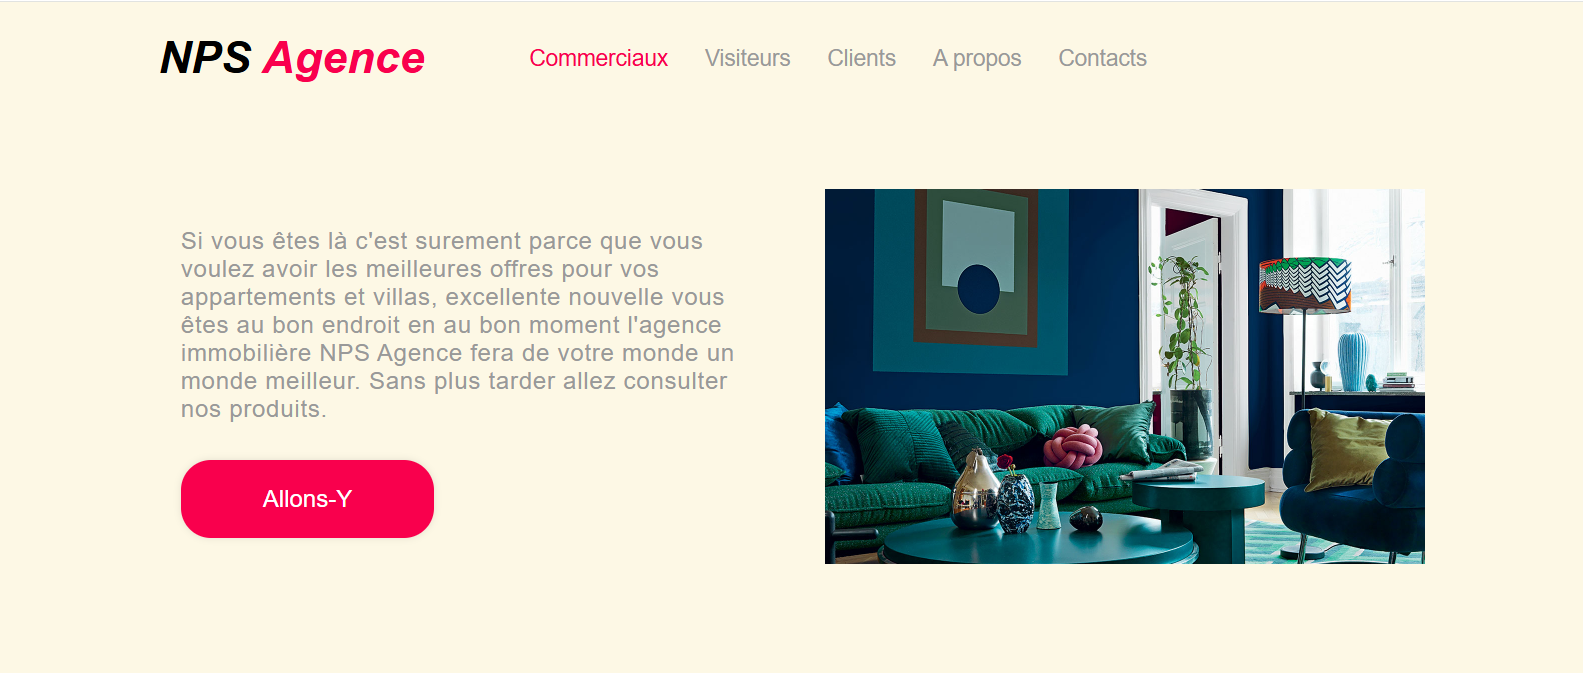 NPS Agence
Commerciaux Visiteurs Clients A propos Contacts
Si vous êtes là c'est surement parce que vous
voulez avoir les meilleures offres pour vos
appartements et villas, excellente nouvelle vous
êtes au bon endroit en au bon moment l'agence
immobilière NPS Agence fera de votre monde un
monde meilleur. Sans plus tarder allez consulter
nos produits.
Allons-Y